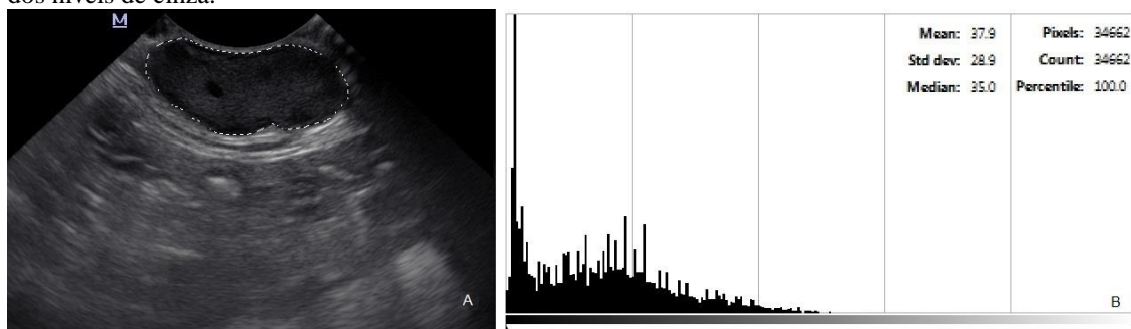 dos níveis de cinza.
M
A
Mean: 37.9 Pixels: 34662
Std dev: 28.9 Count: 34662
Median: 35.0 Percentile: 100.0
B